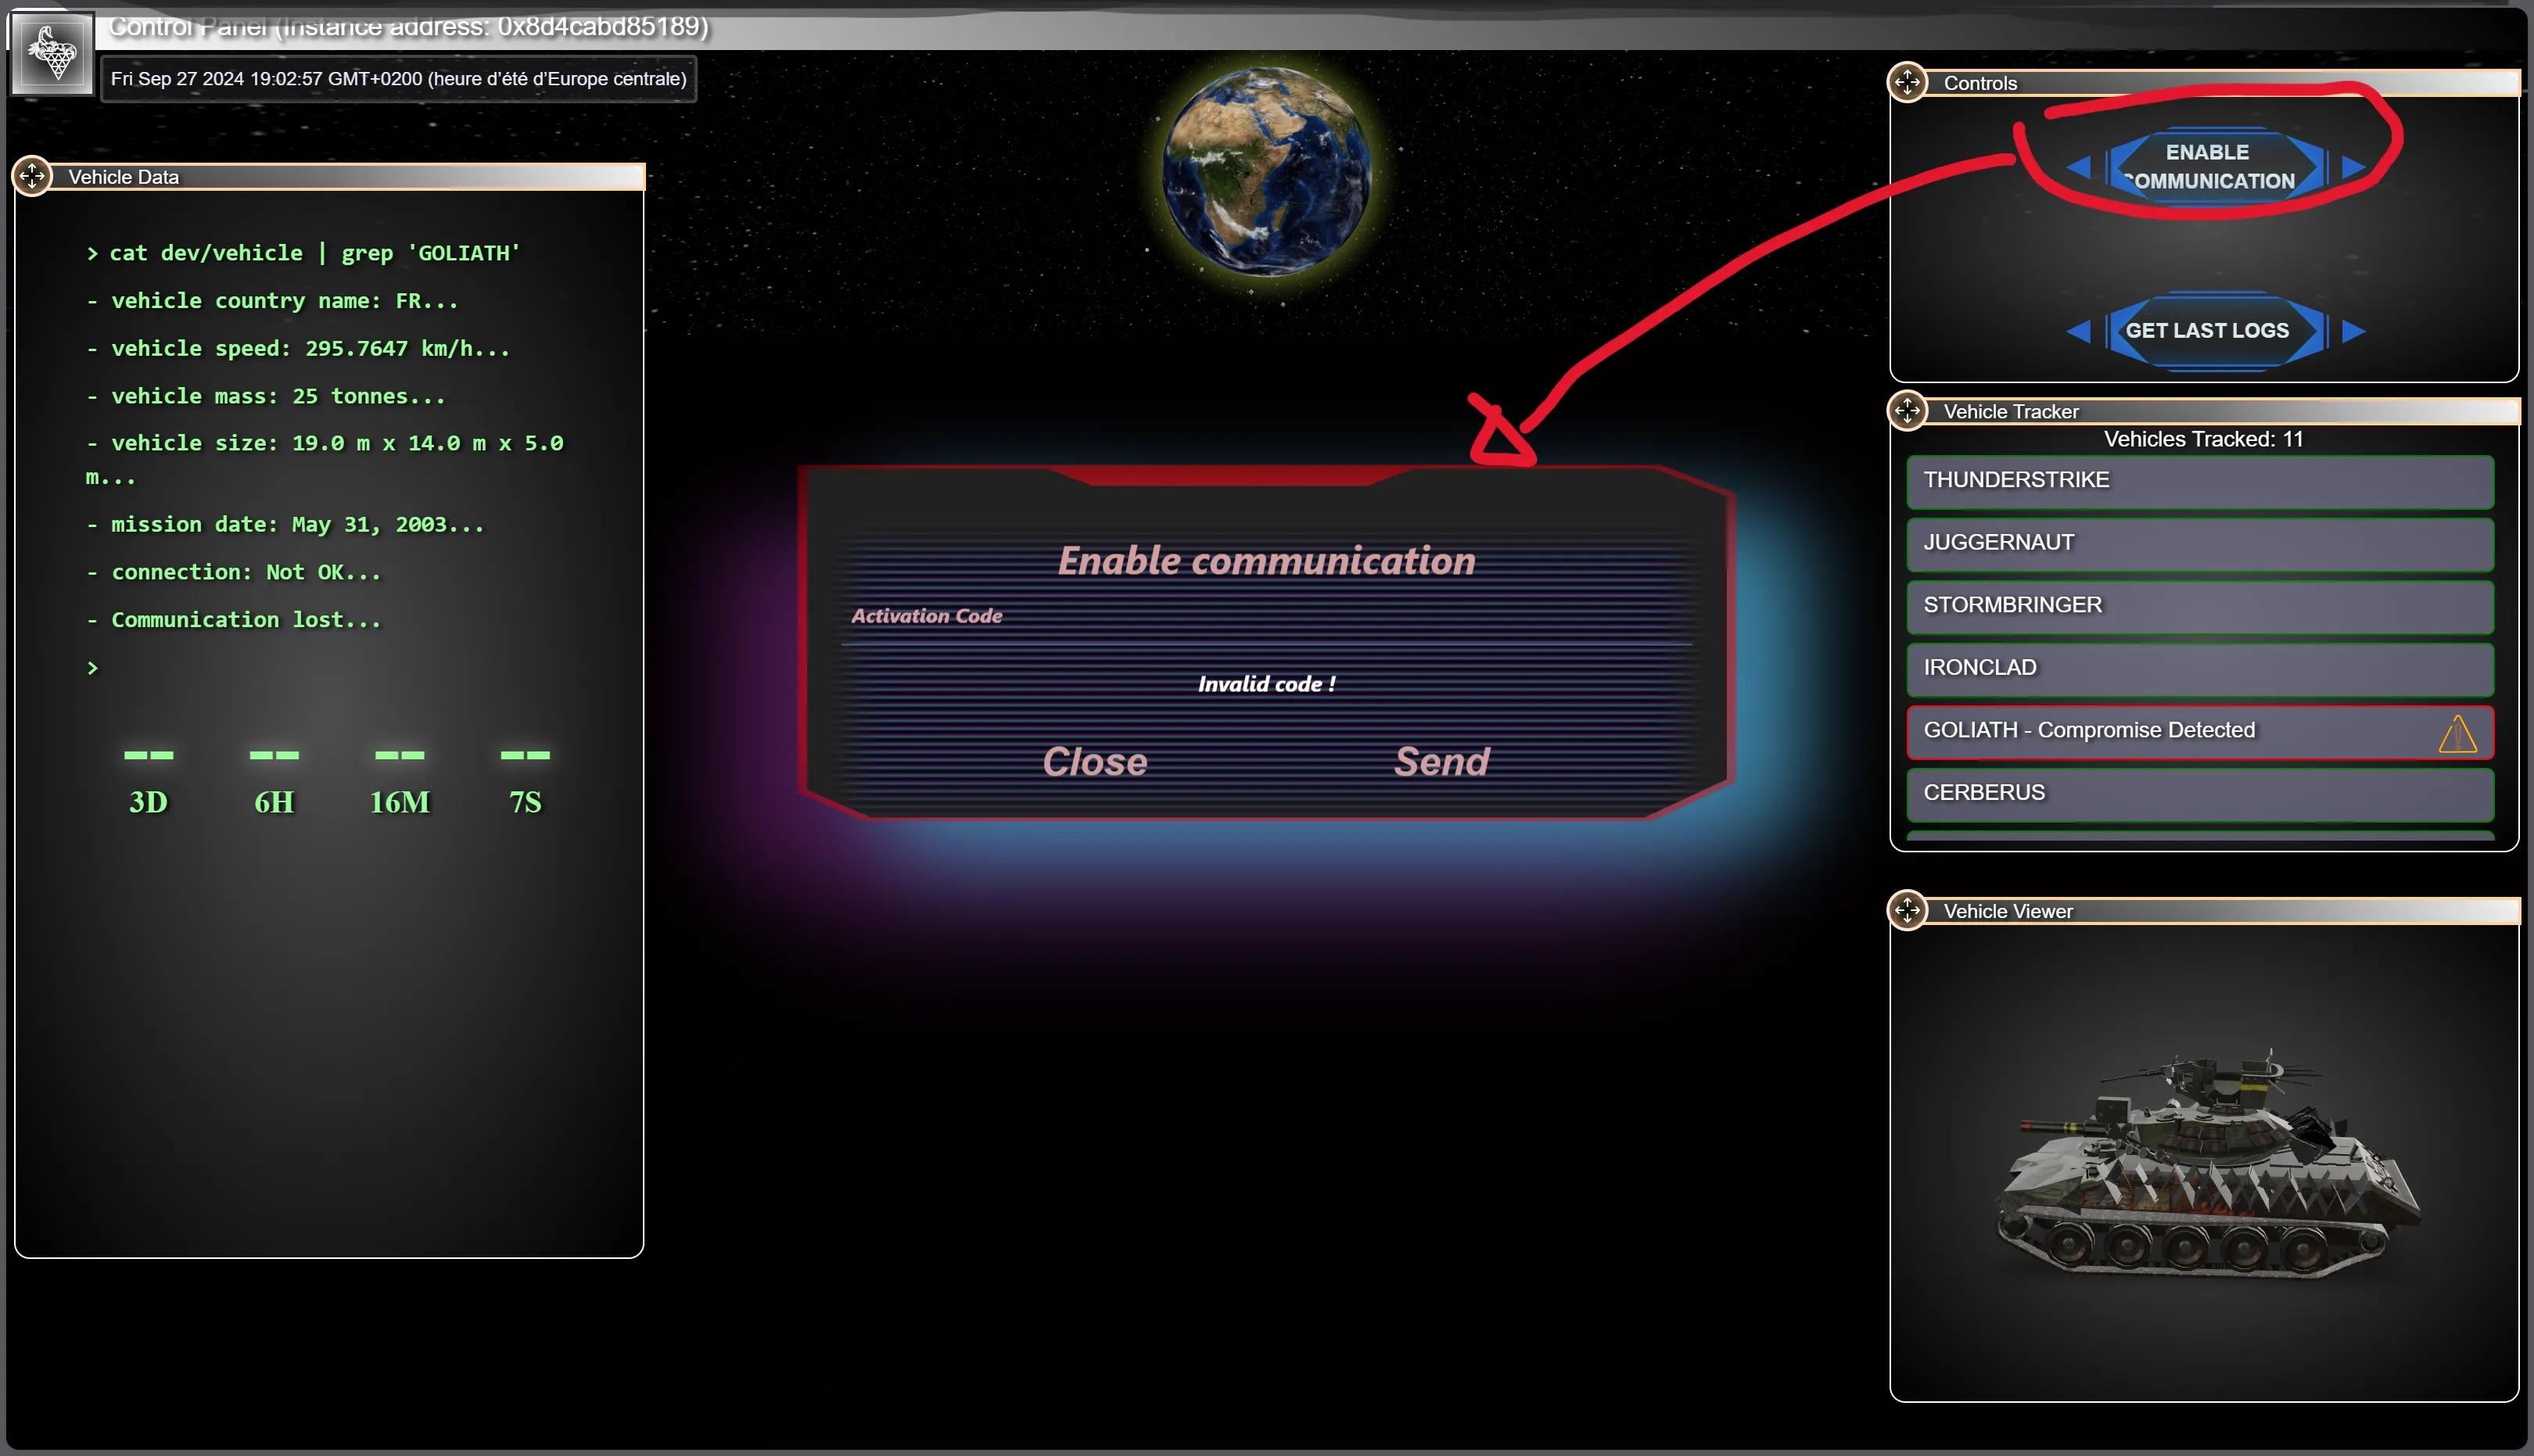 Control Panel (Instance address: 0x8d4cabd85189)
Fri Sep 27 2024 19:02:57 GMT+0200 (heure d'été d'Europe centrale)
Vehicle Data
> cat dev/vehicle | grep 'GOLIATH'
- vehicle country name: FR...
- vehicle speed: 295.7647 km/h...
- vehicle mass: 25 tonnes...
- vehicle size: 19.0 m x 14.0 m x 5.0
m...
- mission date: May 31, 2003...
- connection: Not OK...
- Communication lost...
>
-- -- -- --
3D 6H 16M 7S
Enable communication
Activation Code
Invalid code !
Close Send
Controls
ENABLE
COMMUNICATION
GET LAST LOGS
Vehicle Tracker
Vehicles Tracked: 11
THUNDERSTRIKE
JUGGERNAUT
STORMBRINGER
IRONCLAD
GOLIATH - Compromise Detected
CERBERUS
Vehicle Viewer